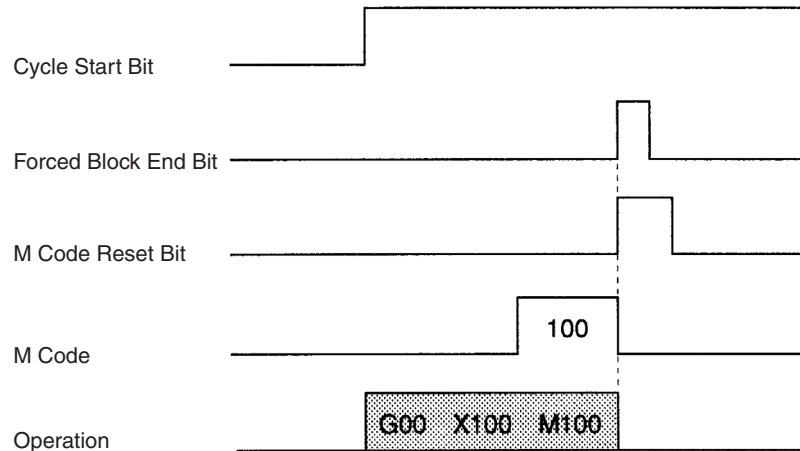 Cycle Start Bit
Forced Block End Bit
M Code Reset Bit
M Code
100
Operation
G00 X100 M100